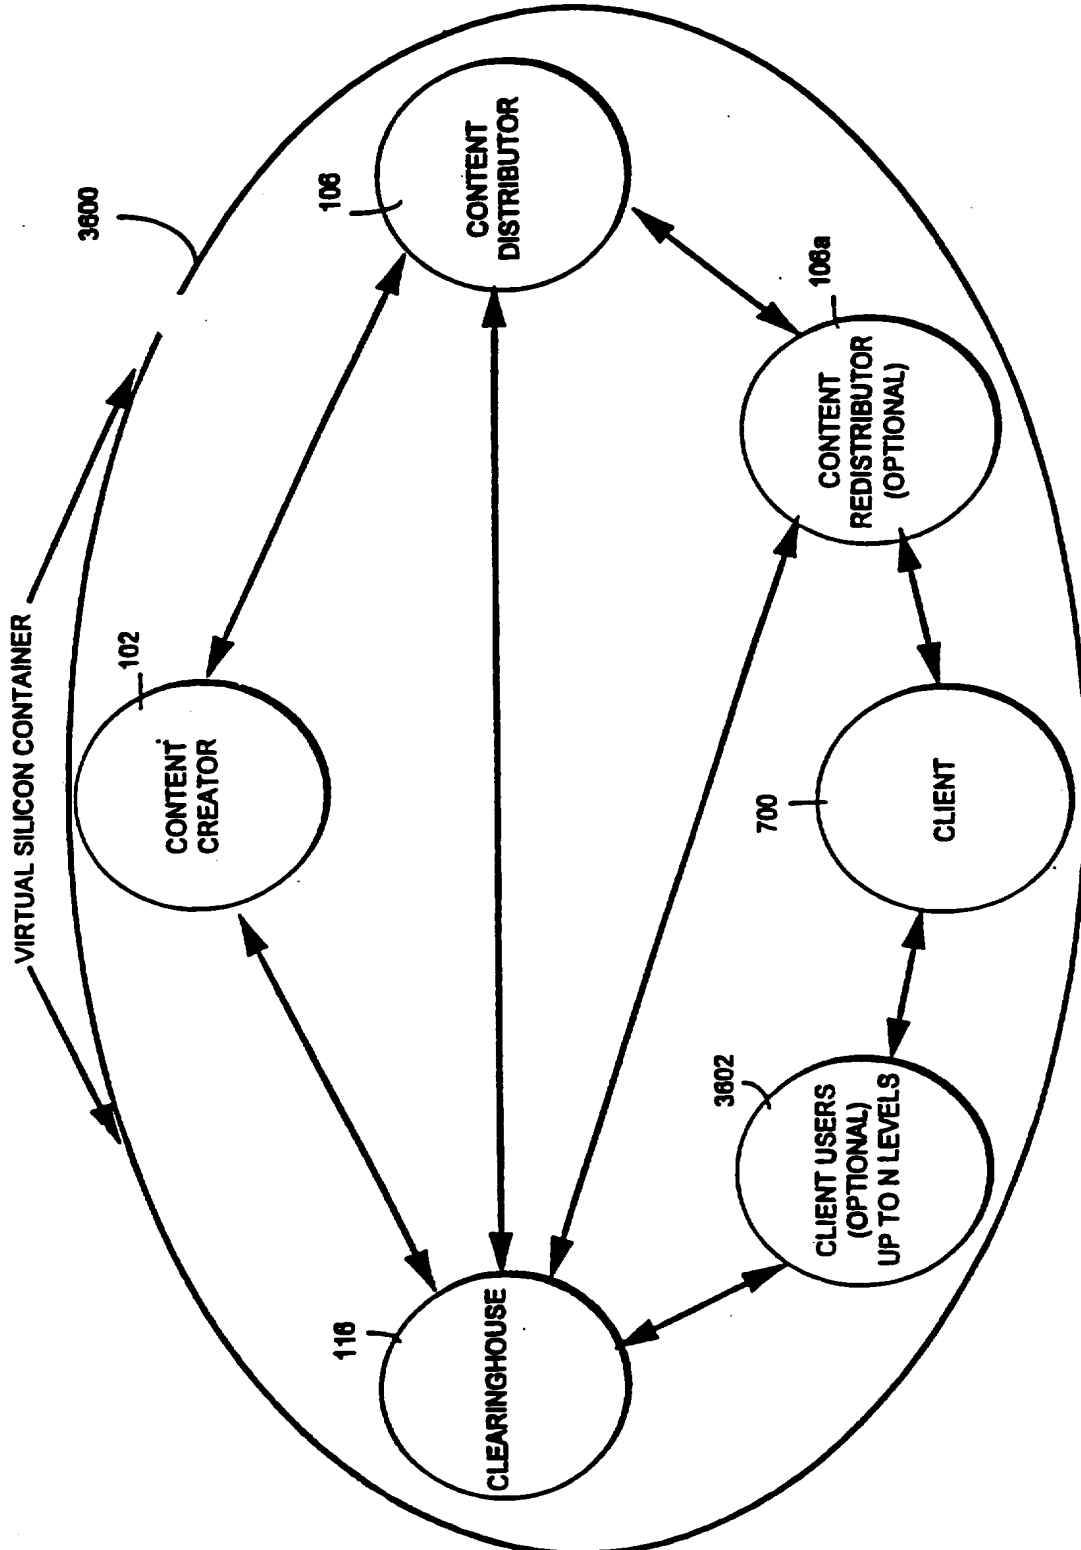 VIRTUAL SILICON CONTAINER
3600
CONTENT
CREATOR
102
CONTENT
DISTRIBUTOR
106
CLEARINGHOUSE
116
CONTENT
REDISTRIBUTOR
(OPTIONAL)
106a
CLIENT USERS
(OPTIONAL)
UP TO N LEVELS
3602
CLIENT
700